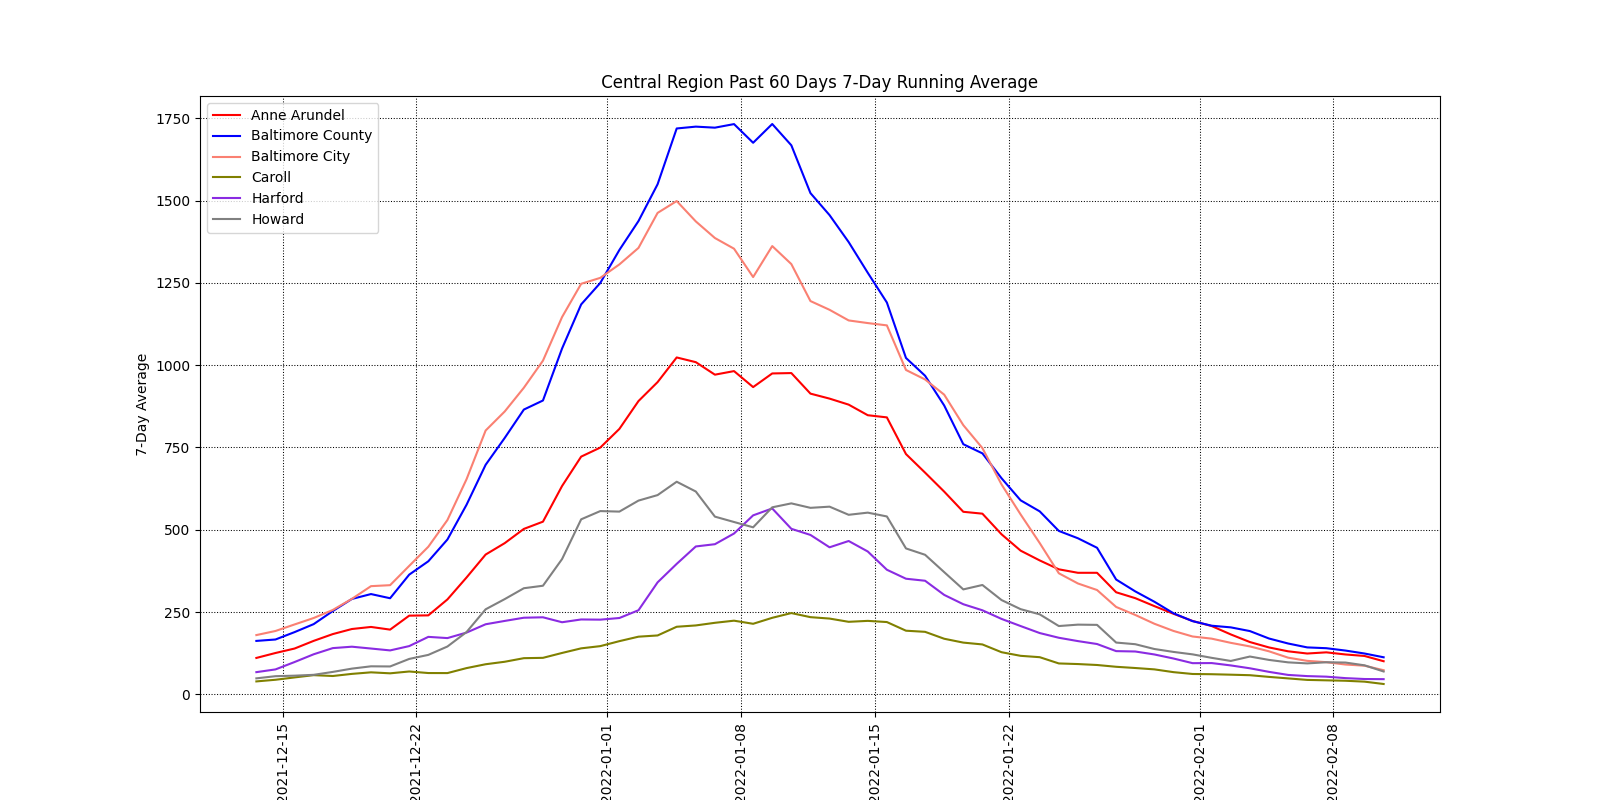 Central Region Past 60 Days 7-Day Running Average
Anne Arundel
Baltimore County
Baltimore City
Caroll
Harford
Howard
1750
1500
1250
1000
750
500
250
0
7-Day Average
2021-12-15
2021-12-22
2022-01-01
2022-01-08
2022-01-15
2022-01-22
2022-02-01
2022-02-08